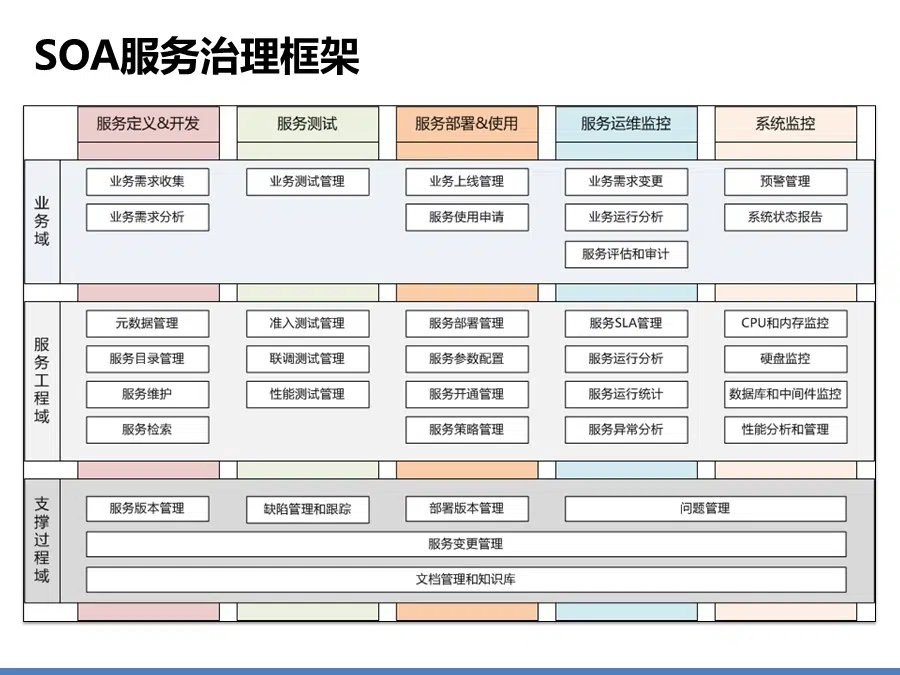 SOA服务治理框架
服务定义&开发
服务测试
服务部署&使用
服务运维监控
系统监控
业务域
业务需求收集
业务测试管理
业务上线管理
业务需求变更
预警管理
业务需求分析
服务使用申请
业务运行分析
系统状态报告
服务评估和审计
服务工程域
元数据管理
准入测试管理
服务部署管理
服务SLA管理
CPU和内存监控
服务目录管理
联调测试管理
服务参数配置
服务运行分析
硬盘监控
服务维护
性能测试管理
服务开通管理
服务运行统计
数据库和中间件监控
服务检索
服务策略管理
服务异常分析
性能分析和管理
支撑过程域
服务版本管理
缺陷管理和跟踪
部署版本管理
问题管理
服务变更管理
文档管理和知识库